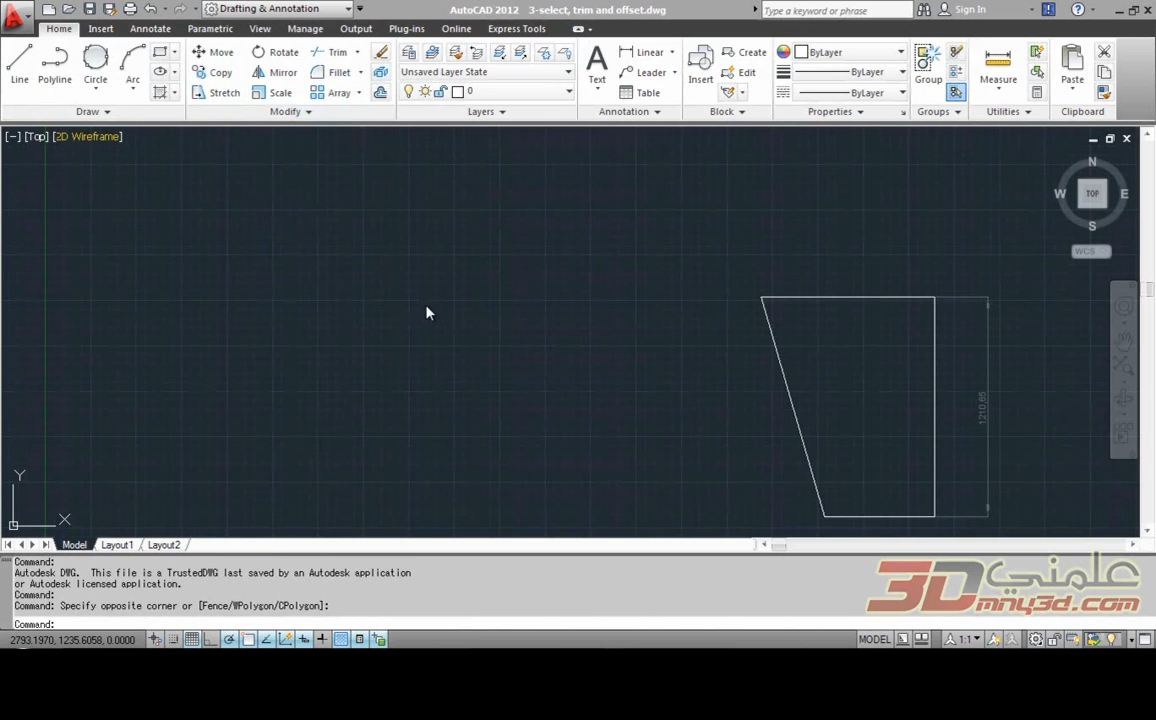 Drafting & Annotation
AutoCAD 2012 3-select, trim and offset.dwg
Type a keyword or phrase
Sign In
Home Insert Annotate Parametric View Manage Output Plug-ins Online Express Tools
Line Polyline Circle Arc
Move Rotate Trim
Copy Mirror Fillet
Stretch Scale Array
Unsaved Layer State
0
Text
Linear
Leader
Table
Insert
Create
Edit
ByLayer
ByLayer
ByLayer
Group
Measure
Paste
Draw Modify Layers Annotation Block Properties Groups Utilities Clipboard
[−] [Top] [2D Wireframe]
N
W TOP E
S
WCS
1210.65
Y
X
Model Layout1 Layout2
Command:
Autodesk DWG. This file is a TrustedDWG last saved by an Autodesk application
or Autodesk licensed application.
Command:
Command: Specify opposite corner or [Fence/WPolygon/CPolygon]:
Command:
3D علمني
mny3d.com
2793.1970, 1235.6058, 0.0000
MODEL
1:1